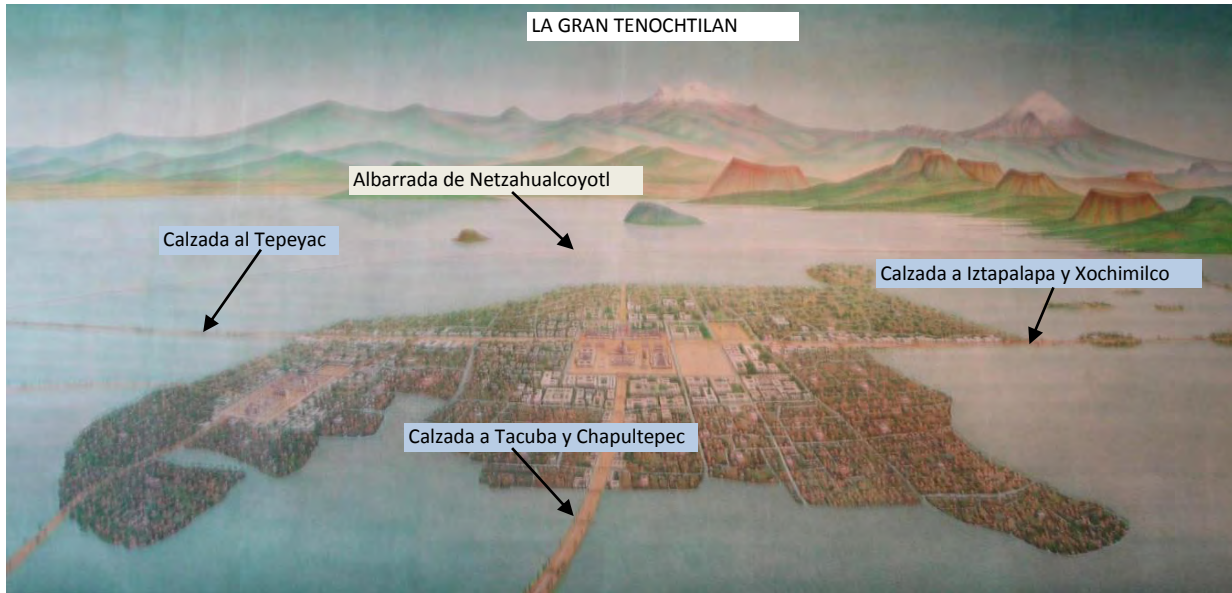 LA GRAN TENOCHTILAN
Albarrada de Netzahualcoyotl
Calzada al Tepeyac
Calzada a Iztapalapa y Xochimilco
Calzada a Tacuba y Chapultepec